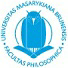 UNIVERSITAS MASARYKIANA BRUNENSIS
FACULTAS PHILOSOPHICA